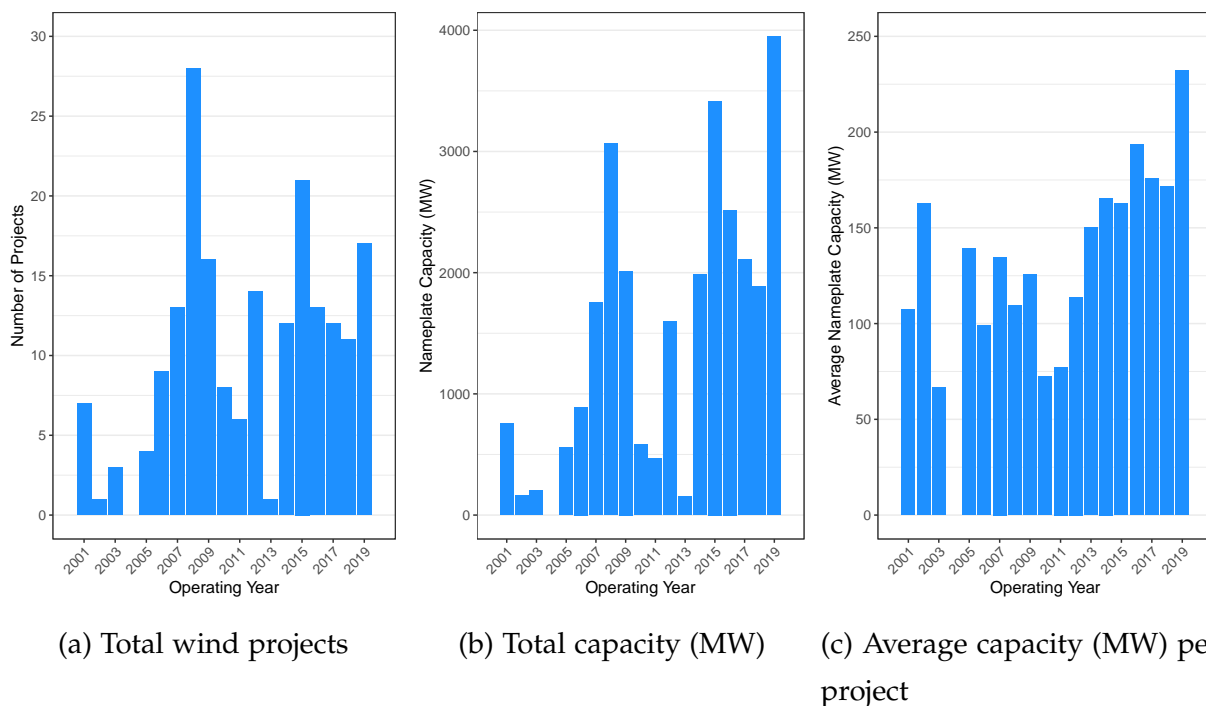 30
25
20
15
10
5
0
Number of Projects
2001 2003 2005 2007 2009 2011 2013 2015 2017 2019
Operating Year
(a) Total wind projects
4000
3000
2000
1000
0
Nameplate Capacity (MW)
2001 2003 2005 2007 2009 2011 2013 2015 2017 2019
Operating Year
(b) Total capacity (MW)
250
200
150
100
50
0
Average Nameplate Capacity (MW)
2001 2003 2005 2007 2009 2011 2013 2015 2017 2019
Operating Year
(c) Average capacity (MW) pe
project